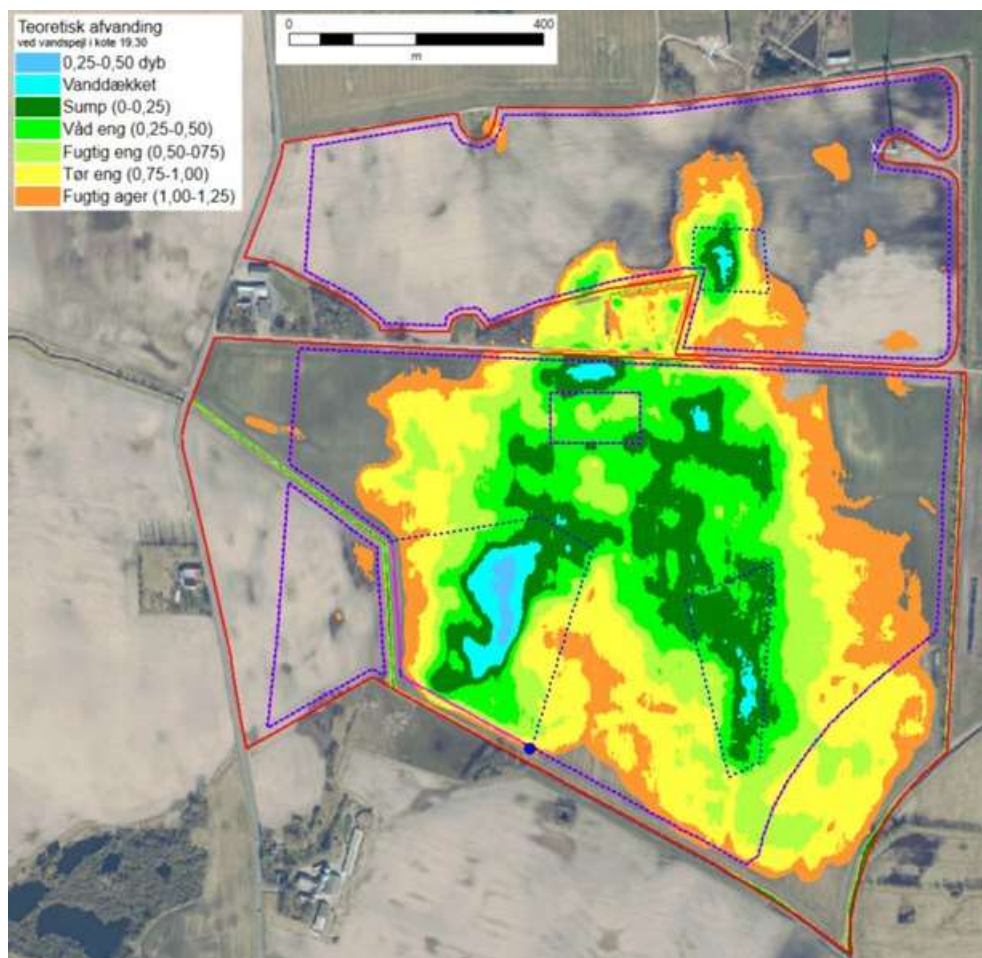 Teoretisk afvanding
ved vandspejl i kote 19.30
0,25-0,50 dyb
Vanddækket
Sump (0-0,25)
Våd eng (0,25-0,50)
Fugtig eng (0,50-075)
Tør eng (0,75-1,00)
Fugtig ager (1,00-1,25)
0 400
m